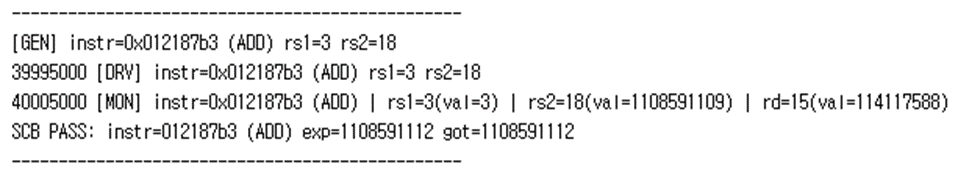 ------------------------------------------------
[GEN] instr=0x012187b3 (ADD) rs1=3 rs2=18
39995000 [DRV] instr=0x012187b3 (ADD) rs1=3 rs2=18
40005000 [MON] instr=0x012187b3 (ADD) | rs1=3(val=3) | rs2=18(val=1108591109) | rd=15(val=114117588)
SCB PASS: instr=012187b3 (ADD) exp=1108591112 got=1108591112
------------------------------------------------